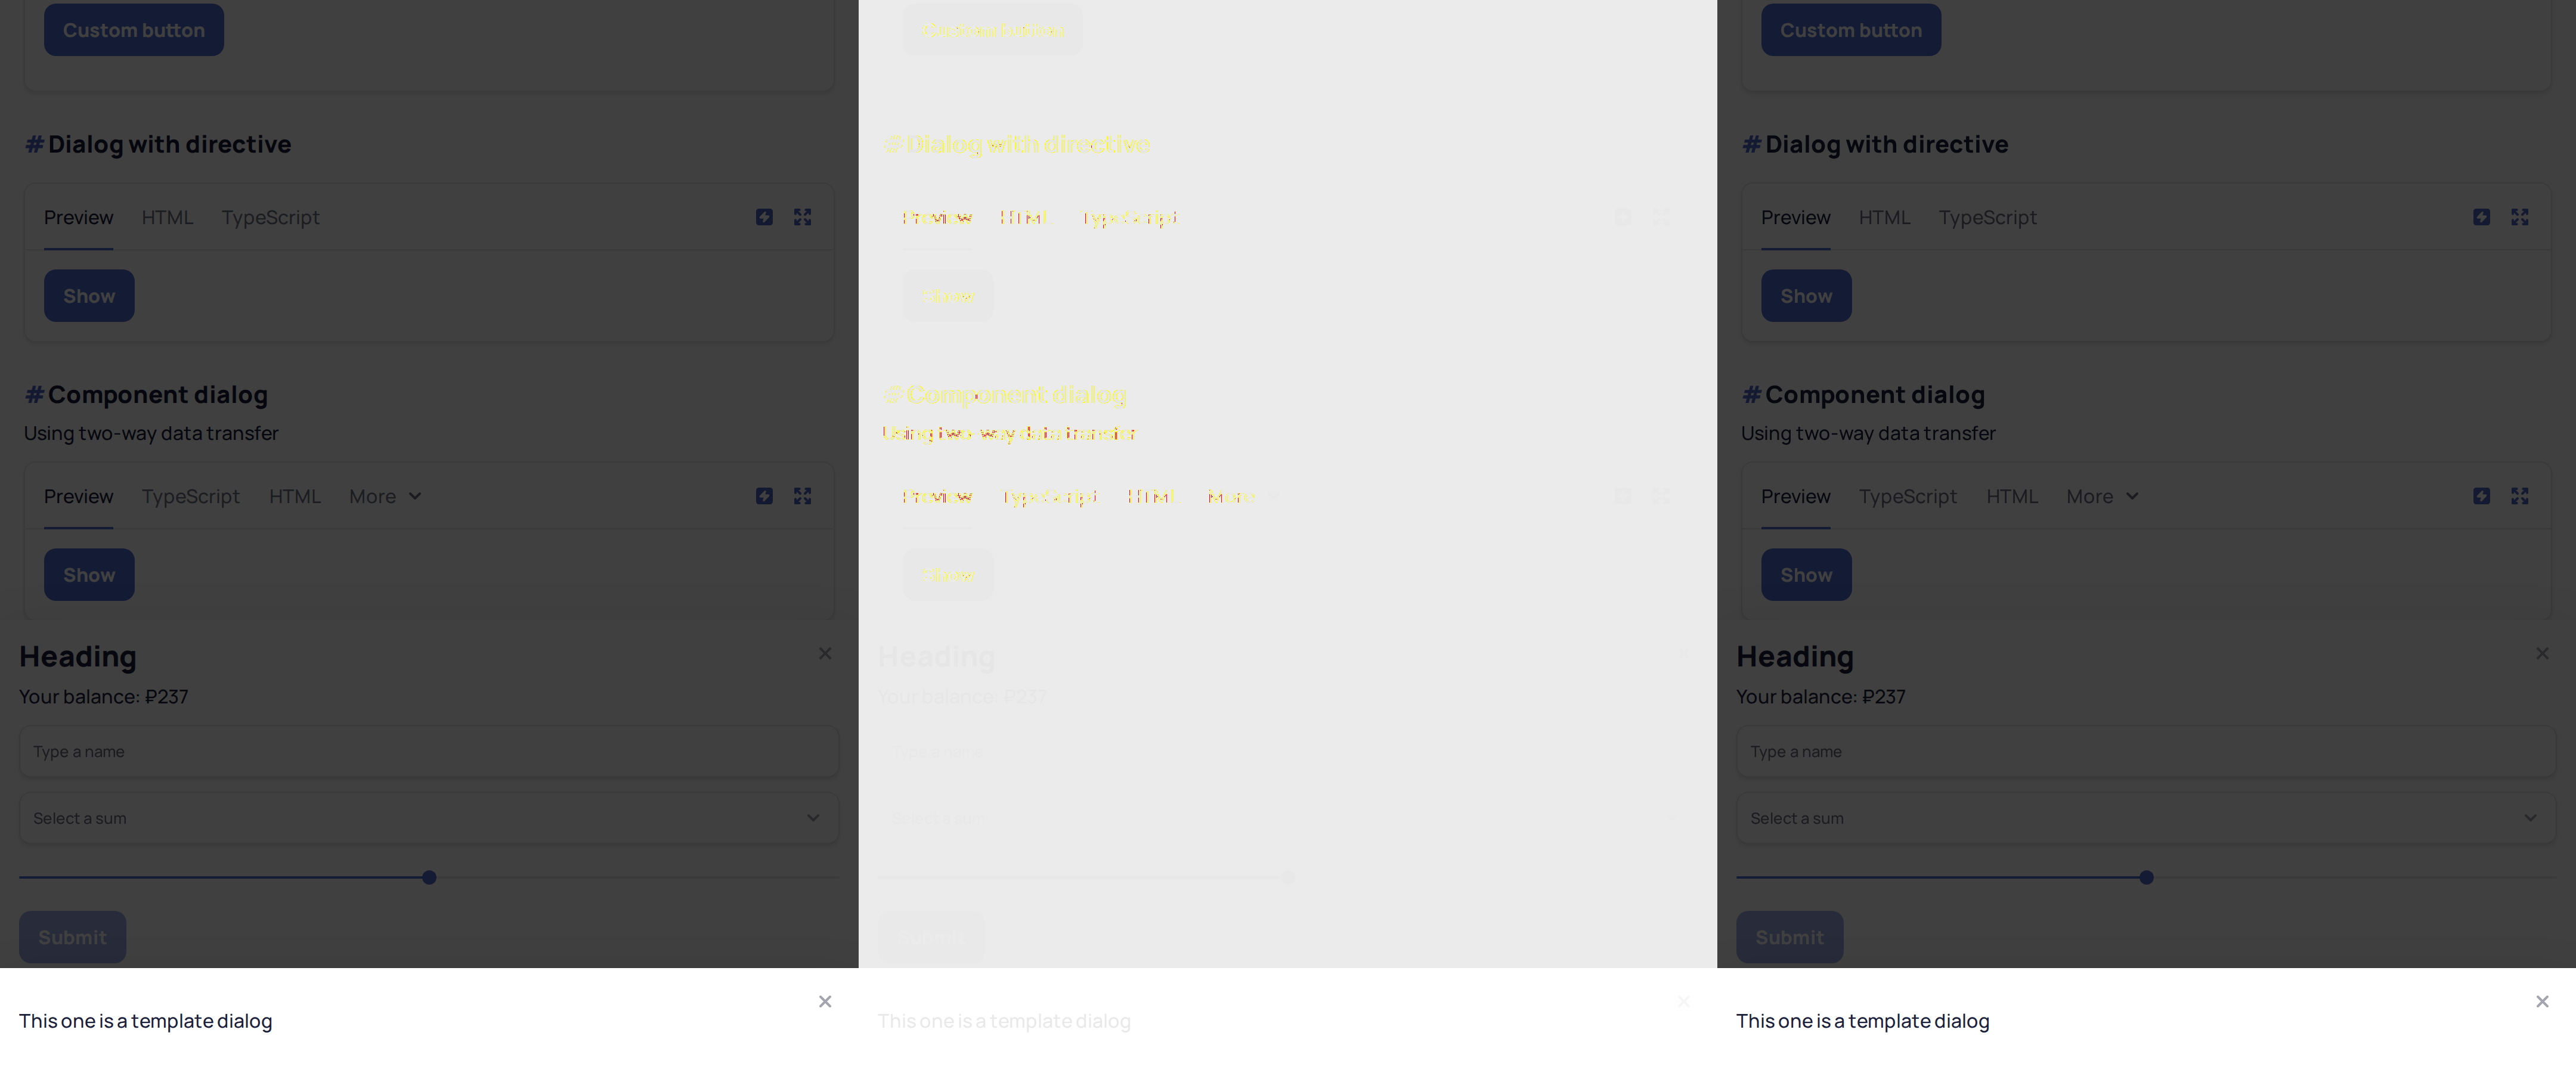 Custom button
#Dialog with directive
Preview HTML TypeScript
Show
#Component dialog
Using two-way data transfer
Preview TypeScript HTML More
Show
Heading
Your balance: ₽237
Type a name
Select a sum
Submit
This one is a template dialog
Custom button
#Dialog with directive
Preview HTML TypeScript
Show
#Component dialog
Using two-way data transfer
Preview TypeScript HTML More
Show
Heading
Your balance: ₽237
Type a name
Select a sum
Submit
This one is a template dialog
Custom button
#Dialog with directive
Preview HTML TypeScript
Show
#Component dialog
Using two-way data transfer
Preview TypeScript HTML More
Show
Heading
Your balance: ₽237
Type a name
Select a sum
Submit
This one is a template dialog